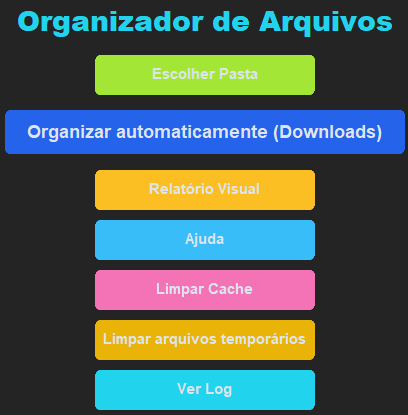 Organizador de Arquivos
Escolher Pasta
Organizar automaticamente (Downloads)
Relatório Visual
Ajuda
Limpar Cache
Limpar arquivos temporários
Ver Log